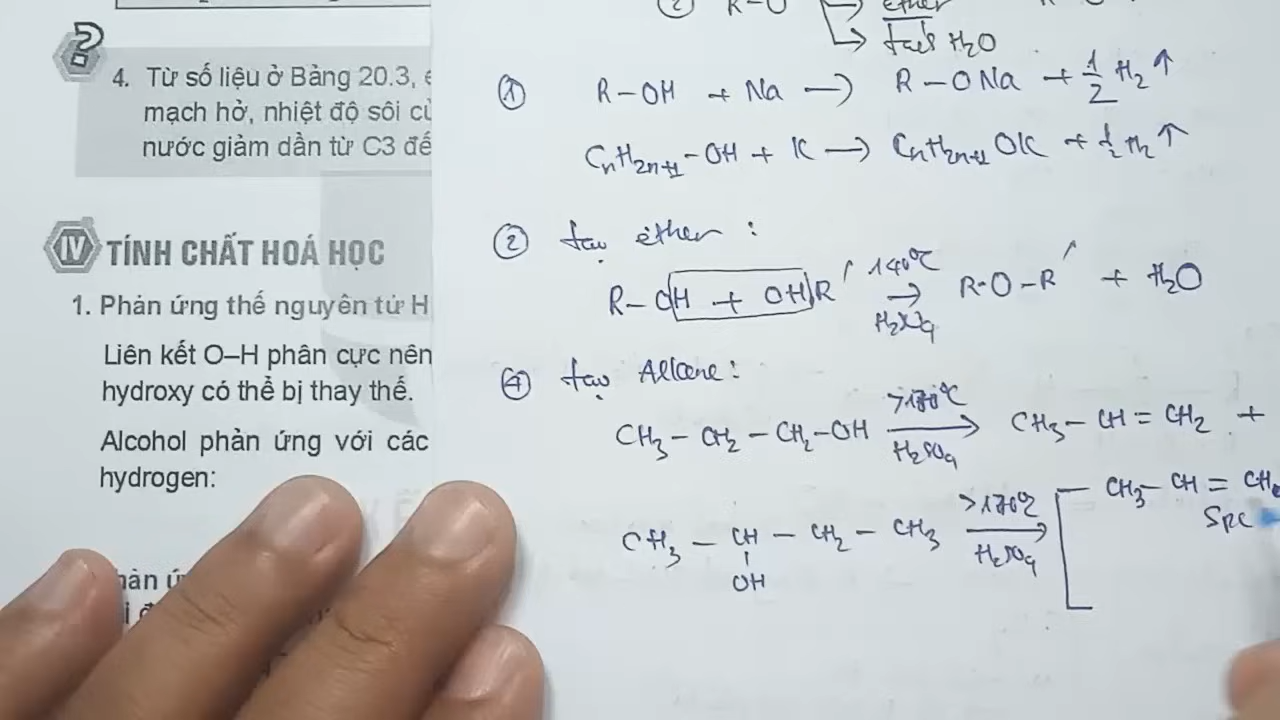 ② R-O → ether
→ tách H₂O
4. Từ số liệu ở Bảng 20.3,
mạch hở, nhiệt độ sôi củ
nước giảm dần từ C3 đế
① R-OH + Na → R-ONa + 1/2 H₂↑
CₙH₂ₙ₊₁-OH + K → CₙH₂ₙ₊₁OK + 1/2 H₂↑
IV TÍNH CHẤT HOÁ HỌC
1. Phản ứng thế nguyên tử H
Liên kết O–H phân cực nên
hydroxy có thể bị thay thế.
Alcohol phản ứng với các
hydrogen:
② tạo ether:
R-OH + OHR' 140°C → H₂SO₄ R-O-R' + H₂O
④ tạo Alkene:
CH₃-CH₂-CH₂-OH >170°C → H₂SO₄ CH₃-CH=CH₂ +
CH₃-CH-CH₂-CH₃ >170°C → H₂SO₄ CH₃-CH=CH
OH
SPC